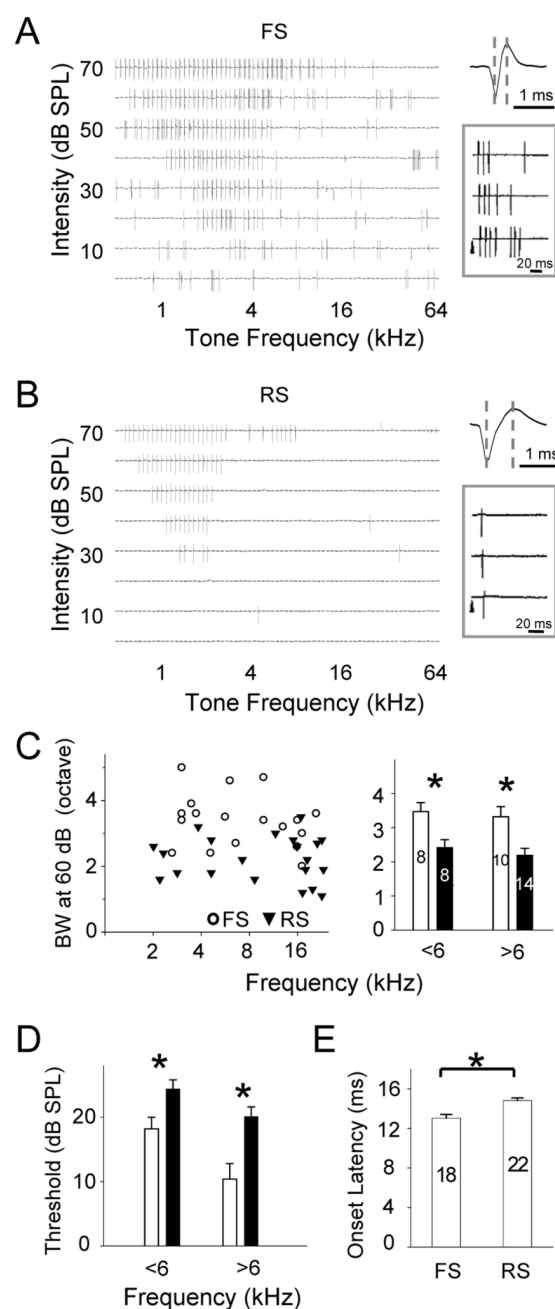 A
FS
Intensity (dB SPL)
70
50
30
10
1 4 16 64
Tone Frequency (kHz)
1 ms
20 ms
B
RS
Intensity (dB SPL)
70
50
30
10
1 4 16 64
Tone Frequency (kHz)
1 ms
20 ms
C
BW at 60 dB (octave)
4
2
0
FS RS
2 4 8 16
Frequency (kHz)
4
3
2
1
0
* *
8 8 10 14
<6 >6
D
Threshold (dB SPL)
20
10
0
* *
<6 >6
Frequency (kHz)
E
Onset Latency (ms)
16
12
8
4
0
*
18 22
FS RS